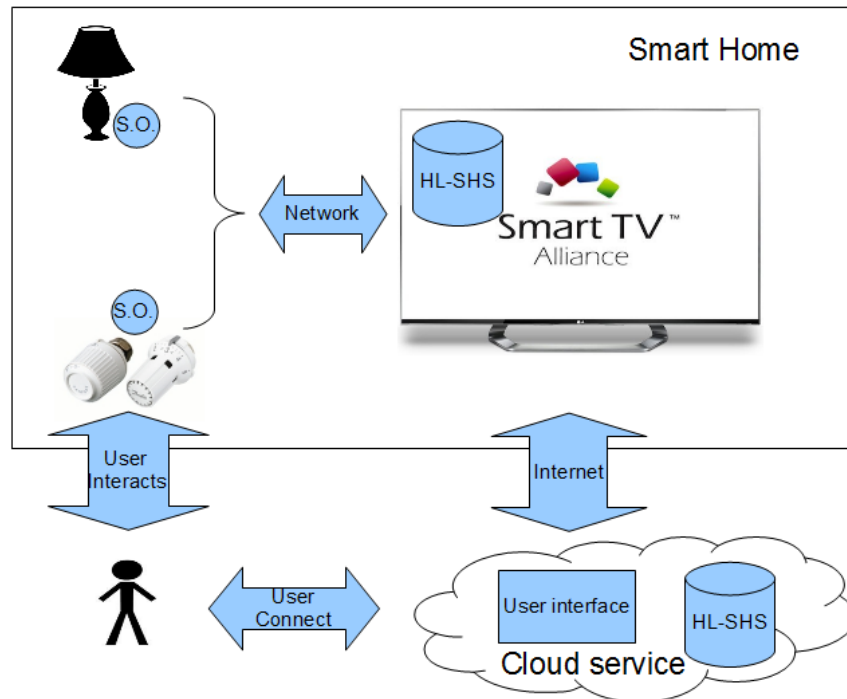 Smart Home
S.O.
HL-SHS
Network
Smart TV™
Alliance
S.O.
User
Interacts
Internet
User
Connect
User interface
HL-SHS
Cloud service